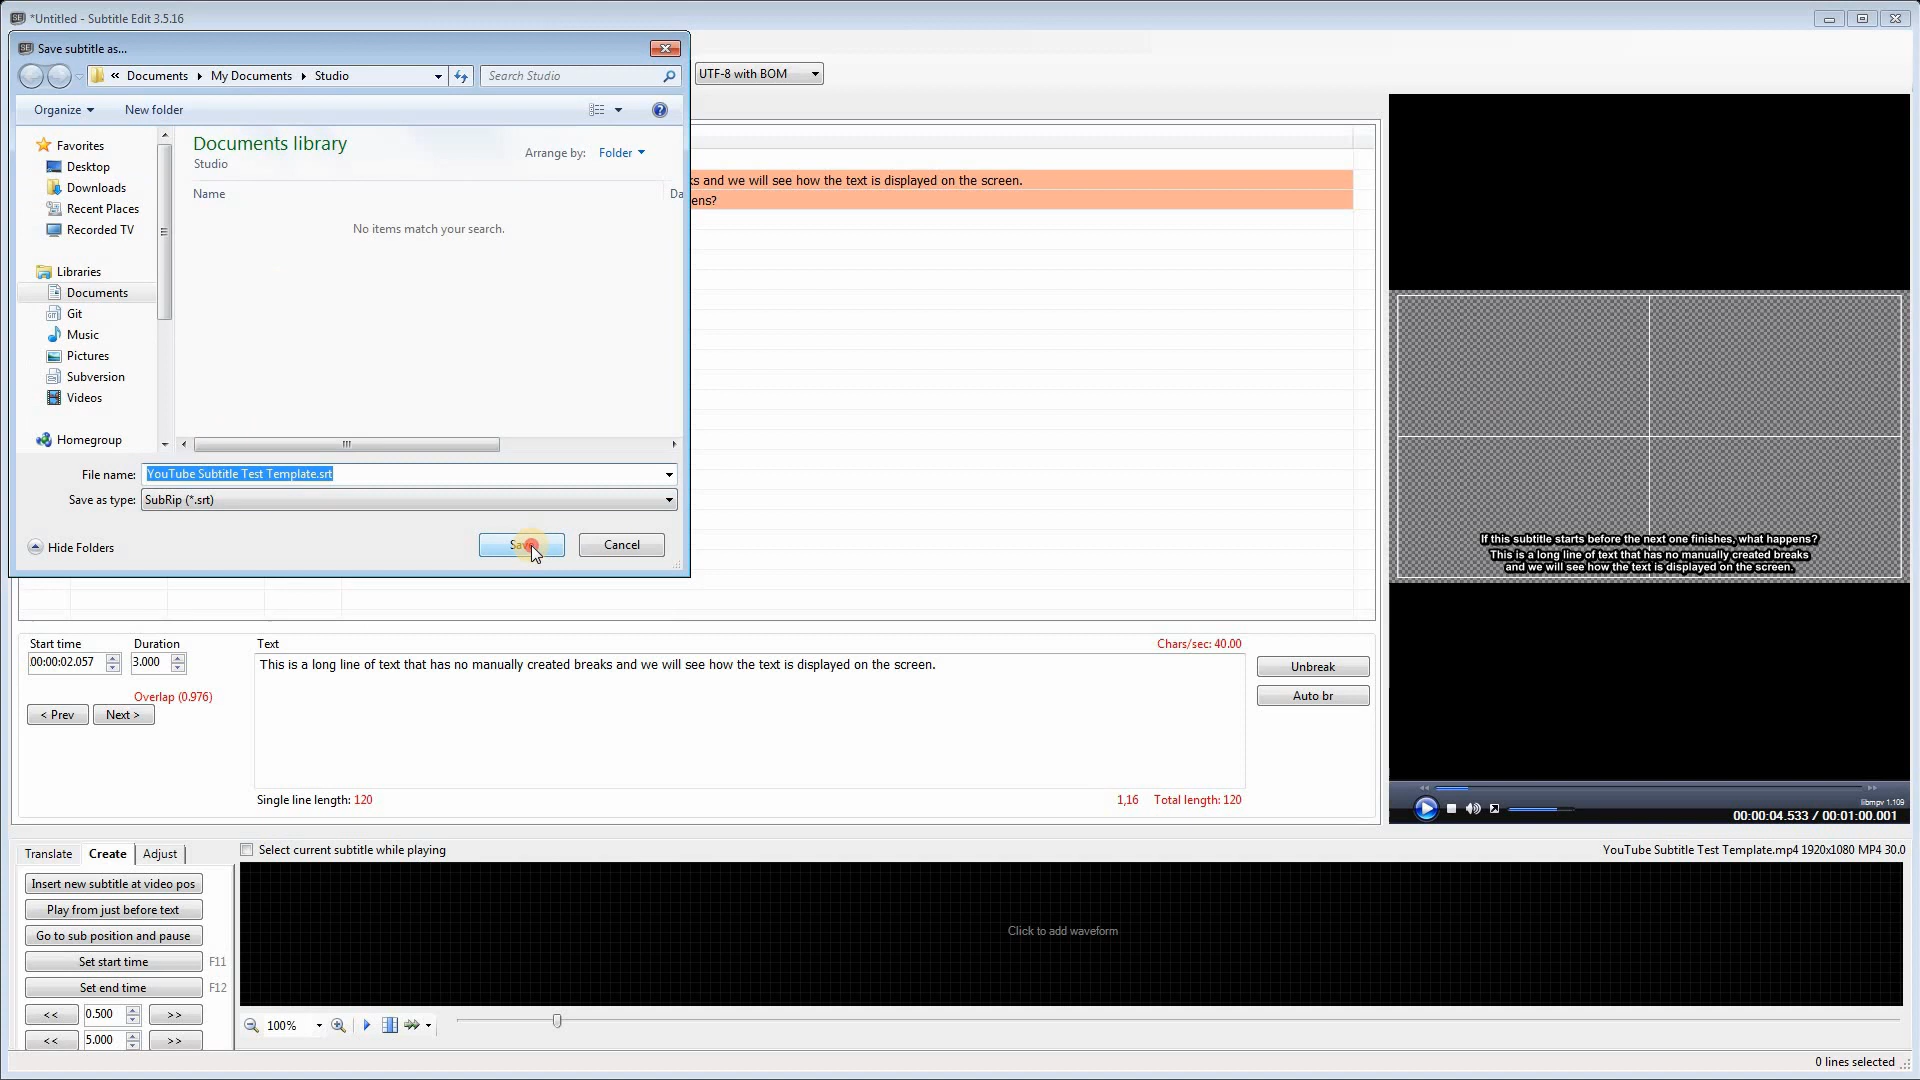 *Untitled - Subtitle Edit 3.5.16
Save subtitle as...
« Documents My Documents Studio
Search Studio
UTF-8 with BOM
Organize New folder
Favorites
Desktop
Downloads
Recent Places
Recorded TV
Libraries
Documents
Git
Music
Pictures
Subversion
Videos
Homegroup
Documents library
Studio
Arrange by: Folder
Name
Da
No items match your search.
ks and we will see how the text is displayed on the screen.
ens?
File name: YouTube Subtitle Test Template.srt
Save as type: SubRip (*.srt)
Hide Folders
Save Cancel
If this subtitle starts before the next one finishes, what happens?
This is a long line of text that has no manually created breaks
and we will see how the text is displayed on the screen.
Start time Duration Text Chars/sec: 40.00
00:00:02.057 3.000
This is a long line of text that has no manually created breaks and we will see how the text is displayed on the screen.
Unbreak
Auto br
Overlap (0.976)
< Prev Next >
Single line length: 120 1,16 Total length: 120
libmpv 1.109
00:00:04.533 / 00:01:00.001
Translate Create Adjust
Select current subtitle while playing
YouTube Subtitle Test Template.mp4 1920x1080 MP4 30.0
Insert new subtitle at video pos
Play from just before text
Go to sub position and pause
Set start time F11
Set end time F12
<< 0.500 >>
<< 5.000 >>
Click to add waveform
100%
0 lines selected